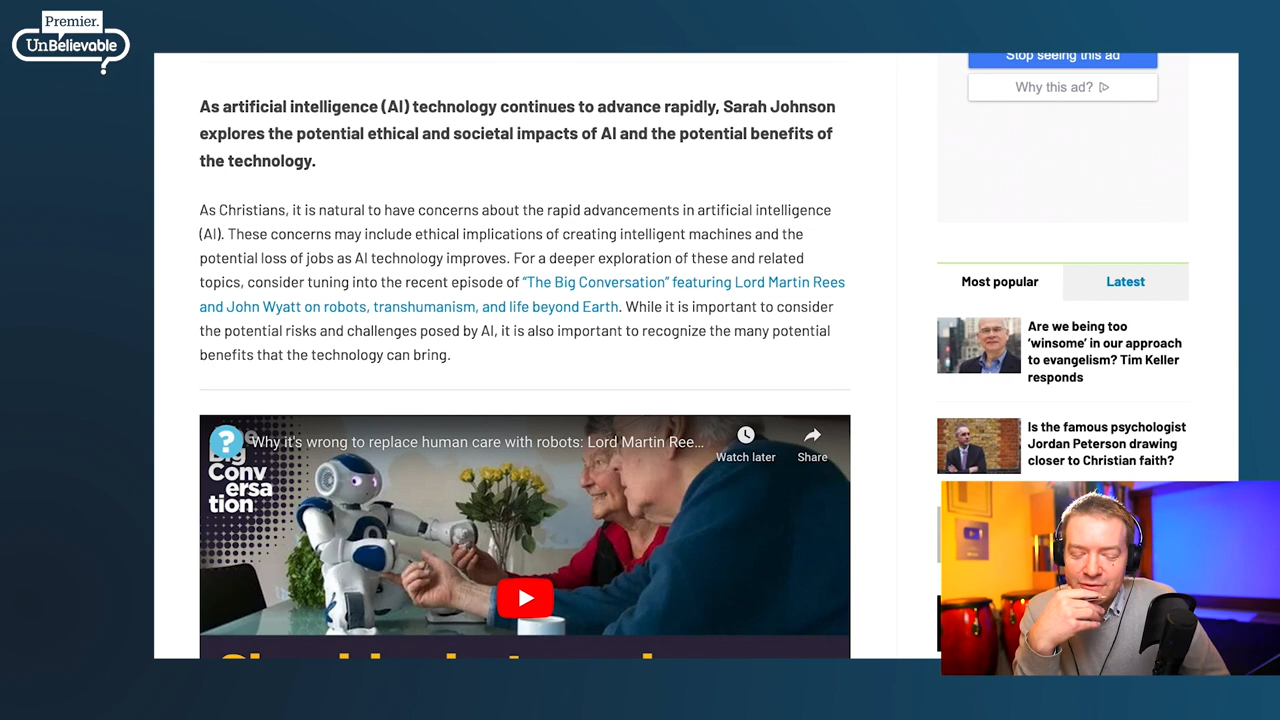 Premier.
UnBelievable
?
Stop seeing this ad
Why this ad?
As artificial intelligence (AI) technology continues to advance rapidly, Sarah Johnson
explores the potential ethical and societal impacts of AI and the potential benefits of
the technology.
As Christians, it is natural to have concerns about the rapid advancements in artificial intelligence
(AI). These concerns may include ethical implications of creating intelligent machines and the
potential loss of jobs as AI technology improves. For a deeper exploration of these and related
topics, consider tuning into the recent episode of “The Big Conversation” featuring Lord Martin Rees
and John Wyatt on robots, transhumanism, and life beyond Earth. While it is important to consider
the potential risks and challenges posed by AI, it is also important to recognize the many potential
benefits that the technology can bring.
Most popular
Latest
Are we being too
‘winsome’ in our approach
to evangelism? Tim Keller
responds
Is the famous psychologist
Jordan Peterson drawing
closer to Christian faith?
?
Why it's wrong to replace human care with robots: Lord Martin Ree...
Watch later
Share
Big
Conv
ersa
tion